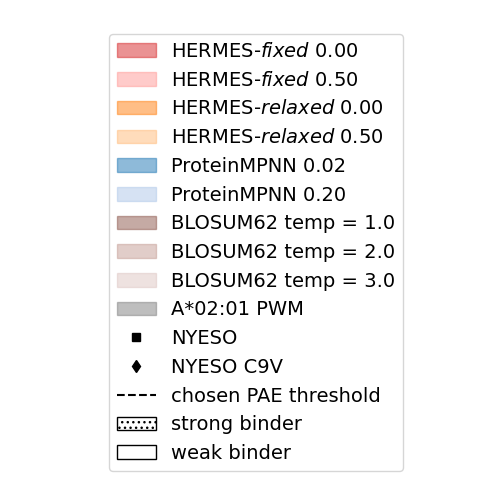 HERMES-fixed 0.00
HERMES-fixed 0.50
HERMES-relaxed 0.00
HERMES-relaxed 0.50
ProteinMPNN 0.02
ProteinMPNN 0.20
BLOSUM62 temp = 1.0
BLOSUM62 temp = 2.0
BLOSUM62 temp = 3.0
A*02:01 PWM
NYESO
NYESO C9V
chosen PAE threshold
strong binder
weak binder